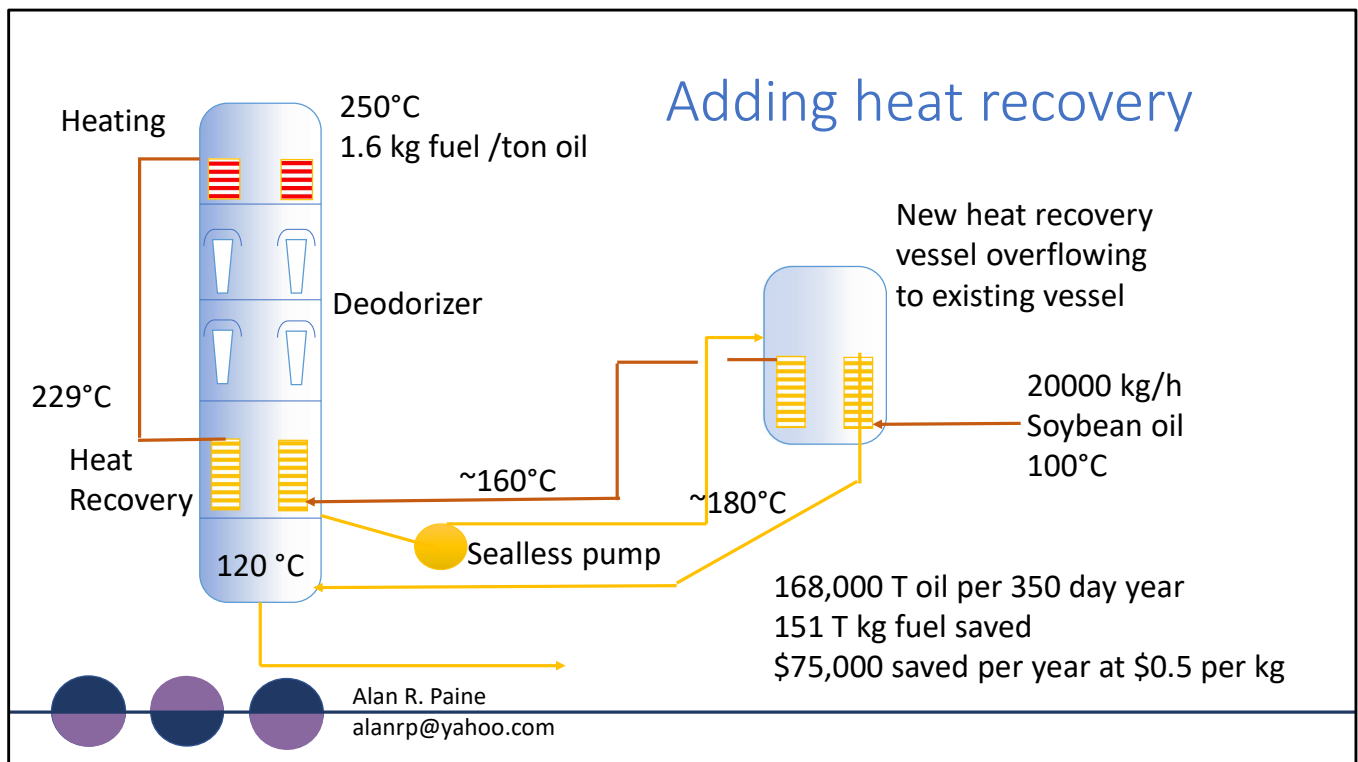 Adding heat recovery
Heating
250°C
1.6 kg fuel /ton oil
New heat recovery
vessel overflowing
to existing vessel
Deodorizer
229°C
20000 kg/h
Soybean oil
100°C
Heat
Recovery
~160°C
~180°C
Sealless pump
120 °C
168,000 T oil per 350 day year
151 T kg fuel saved
$75,000 saved per year at $0.5 per kg
Alan R. Paine
alanrp@yahoo.com